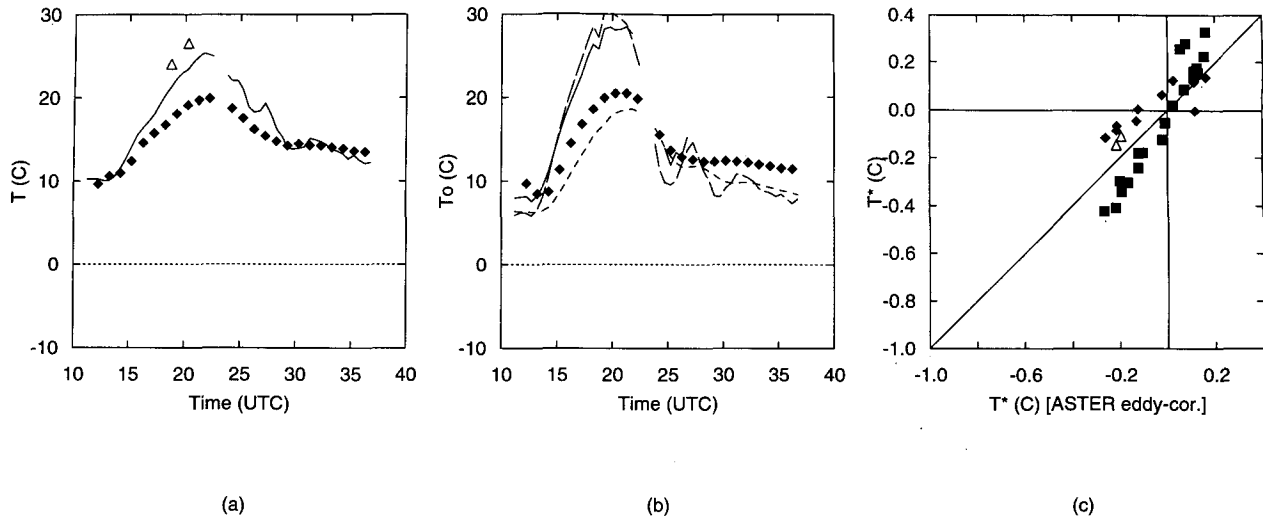 30
20
10
0
-10
10 15 20 25 30 35 40
T (C)
Time (UTC)
(a)
30
20
10
0
-10
10 15 20 25 30 35 40
To (C)
Time (UTC)
(b)
0.4
0.2
0.0
-0.2
-0.4
-0.6
-0.8
-1.0
-1.0 -0.6 -0.2 0.2
T* (C)
T* (C) [ASTER eddy-cor.]
(c)